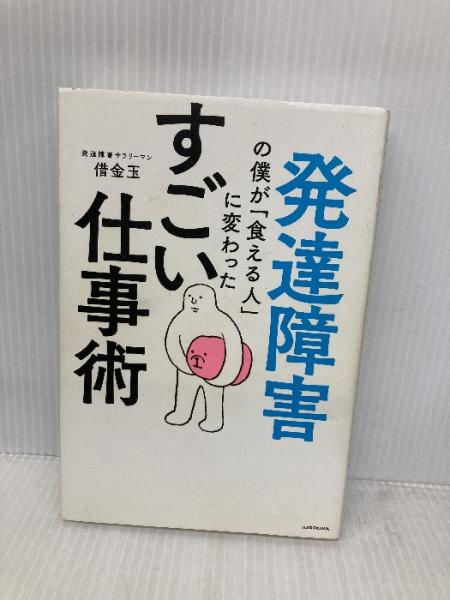 発達障害
の僕が「食える人」
に変わった
すごい
仕事術
発達障害サラリーマン
借金玉
KADOKAWA